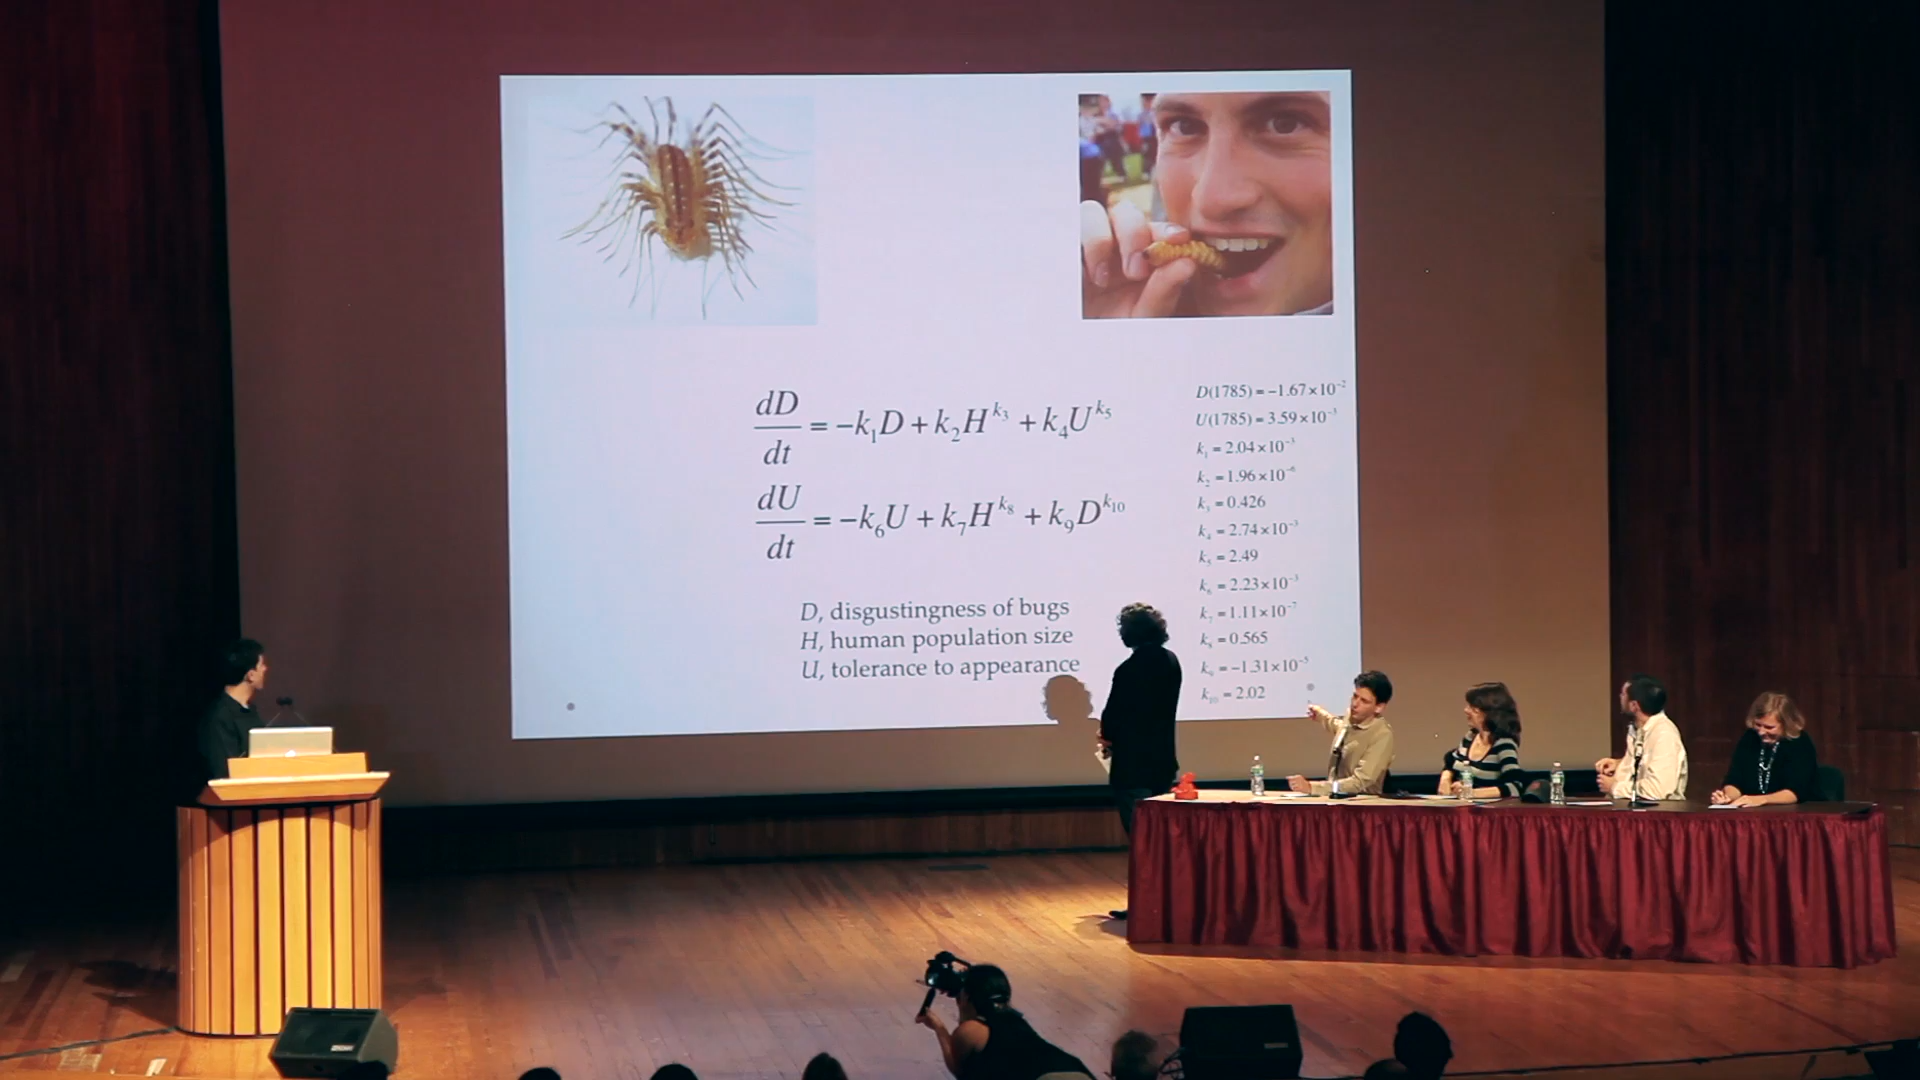 dD/dt = −k₁D + k₂H^k₃ + k₄U^k₅
dU/dt = −k₆U + k₇H^k₈ + k₉D^k₁₀
D, disgustingness of bugs
H, human population size
U, tolerance to appearance
D(1785) = −1.67×10⁻²
U(1785) = 3.59×10⁻³
k₁ = 2.04×10⁻³
k₂ = 1.96×10⁻⁶
k₃ = 0.426
k₄ = 2.74×10⁻³
k₅ = 2.49
k₆ = 2.23×10⁻³
k₇ = 1.11×10⁻⁷
k₈ = 0.565
k₉ = −1.31×10⁻⁵
k₁₀ = 2.02